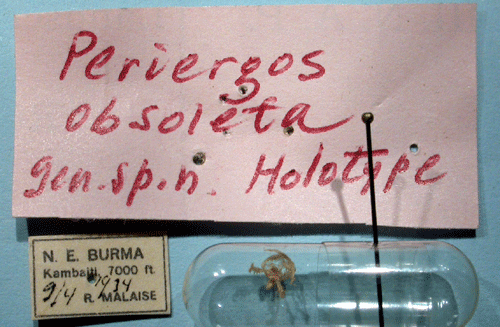 Periergos
obsoleta
gen.sp.n. Holotype
N. E. BURMA
Kambaiti, 7000 ft.
9/4 1934 R. MALAISE